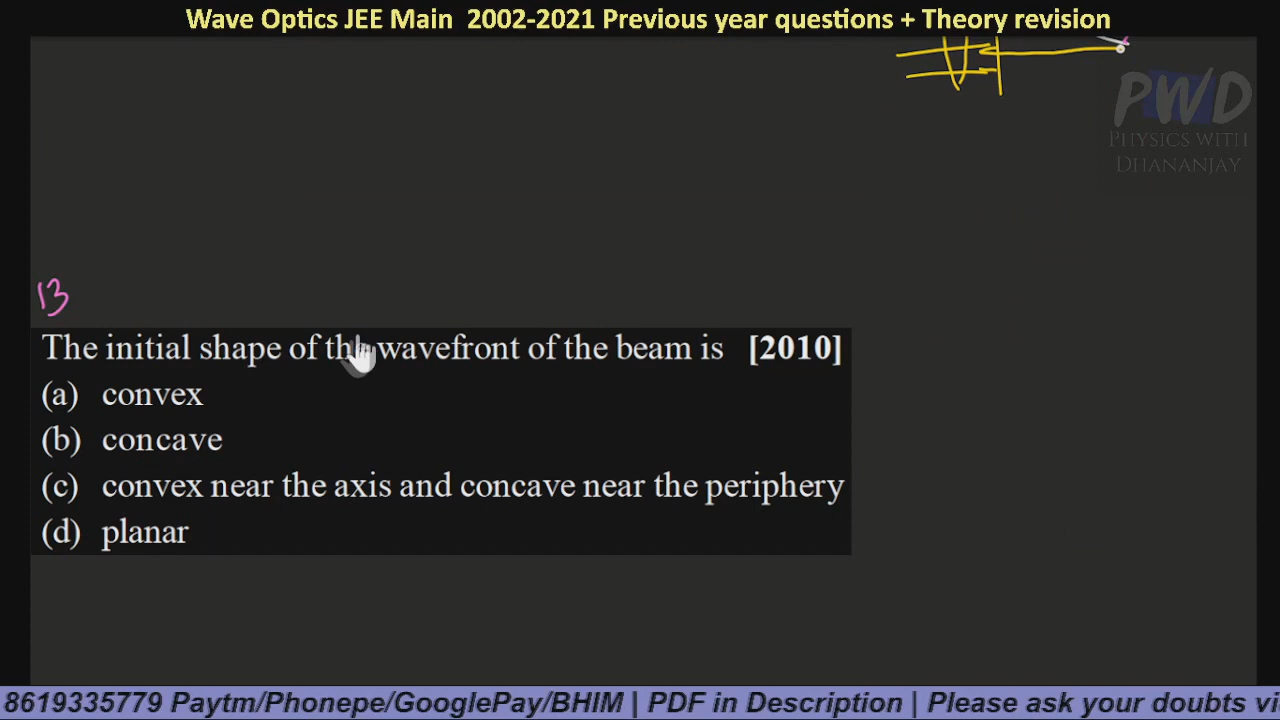 Wave Optics JEE Main 2002-2021 Previous year questions + Theory revision
PWD
PHYSICS WITH
DHANANJAY
13
The initial shape of the wavefront of the beam is [2010]
(a) convex
(b) concave
(c) convex near the axis and concave near the periphery
(d) planar
8619335779 Paytm/Phonepe/GooglePay/BHIM | PDF in Description | Please ask your doubts vi